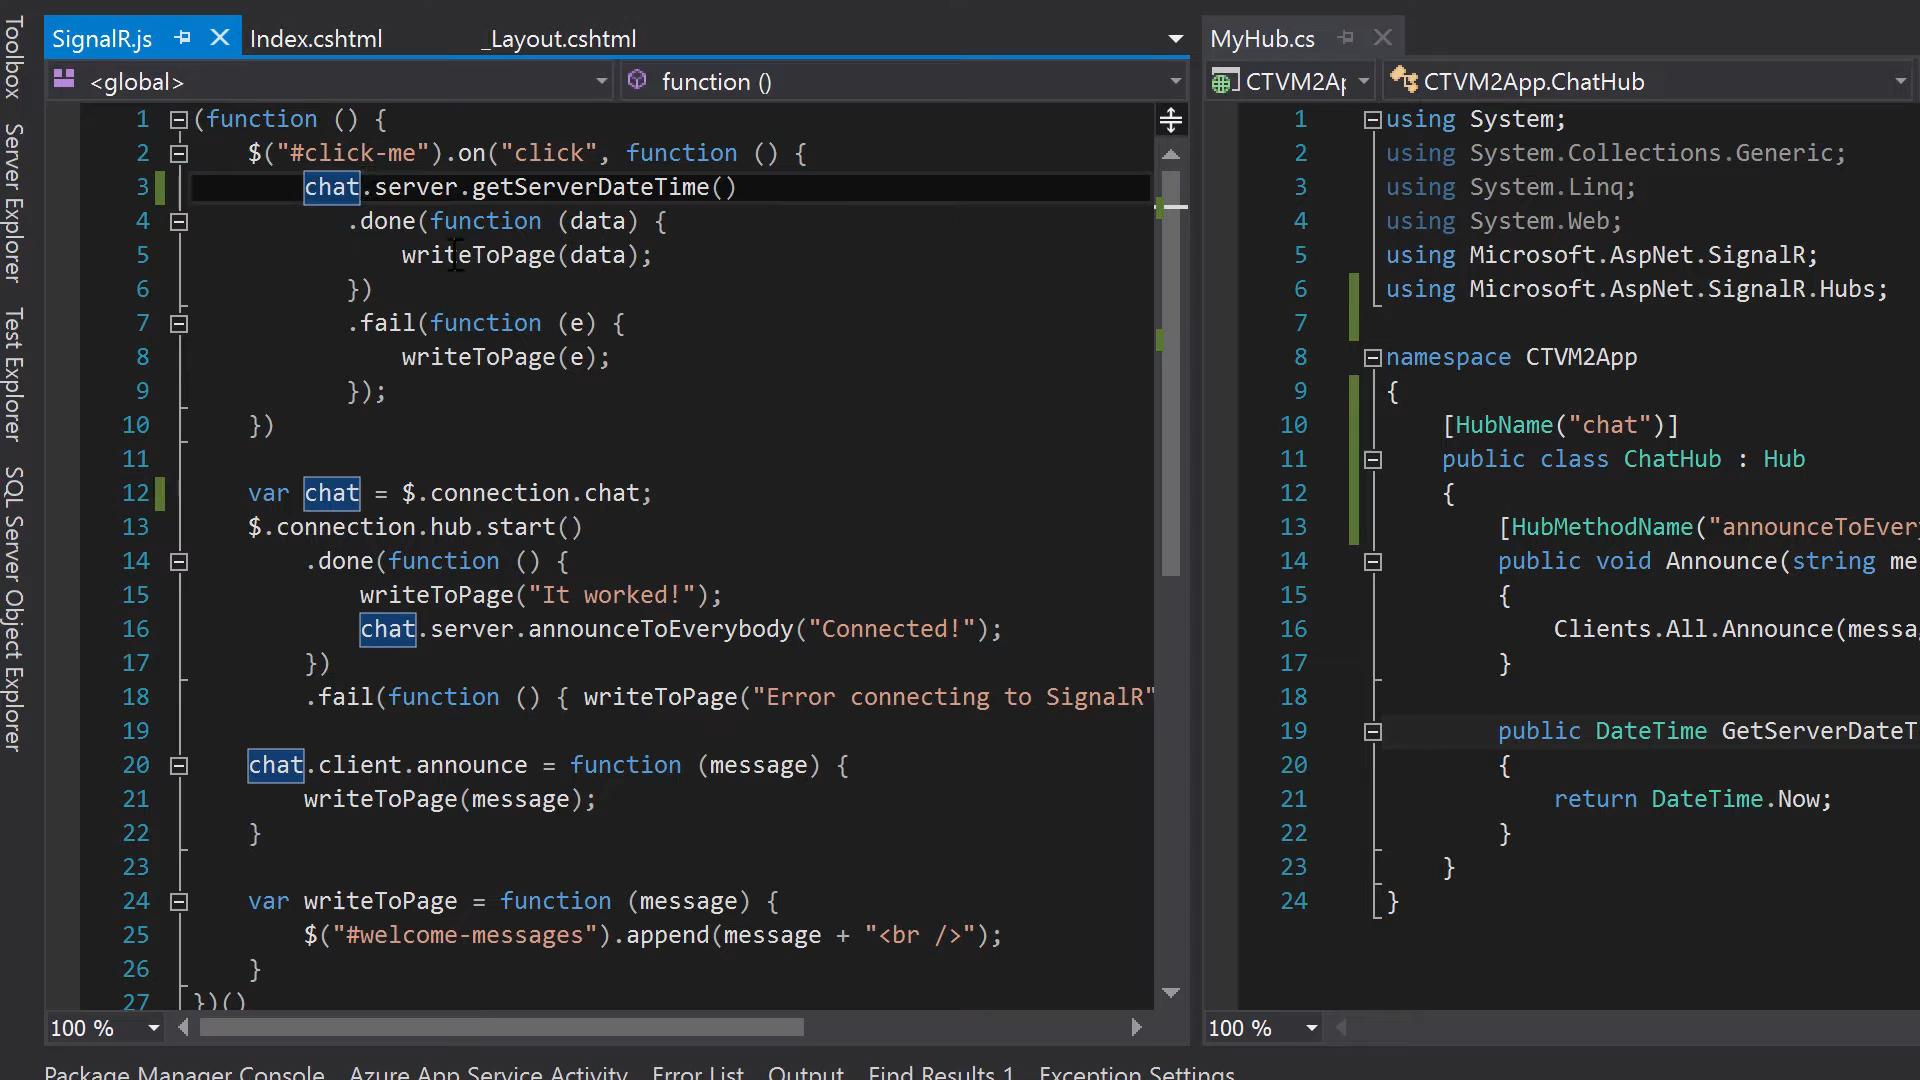 Toolbox
Server Explorer
Test Explorer
SQL Server Object Explorer
SignalR.js
Index.cshtml
_Layout.cshtml
<global>
function ()
1 (function () {
2 $("#click-me").on("click", function () {
3 chat.server.getServerDateTime()
4 .done(function (data) {
5 writeToPage(data);
6 })
7 .fail(function (e) {
8 writeToPage(e);
9 });
10 })
11
12 var chat = $.connection.chat;
13 $.connection.hub.start()
14 .done(function () {
15 writeToPage("It worked!");
16 chat.server.announceToEverybody("Connected!");
17 })
18 .fail(function () { writeToPage("Error connecting to SignalR"
19
20 chat.client.announce = function (message) {
21 writeToPage(message);
22 }
23
24 var writeToPage = function (message) {
25 $("#welcome-messages").append(message + "<br />");
26 }
27 })()
100 %
MyHub.cs
CTVM2Ap
CTVM2App.ChatHub
1 using System;
2 using System.Collections.Generic;
3 using System.Linq;
4 using System.Web;
5 using Microsoft.AspNet.SignalR;
6 using Microsoft.AspNet.SignalR.Hubs;
7
8 namespace CTVM2App
9 {
10 [HubName("chat")]
11 public class ChatHub : Hub
12 {
13 [HubMethodName("announceToEvery
14 public void Announce(string me
15 {
16 Clients.All.Announce(messa
17 }
18
19 public DateTime GetServerDateT
20 {
21 return DateTime.Now;
22 }
23 }
24 }
100 %
Package Manager Console Azure App Service Activity Error List Output Find Results 1 Exception Settings